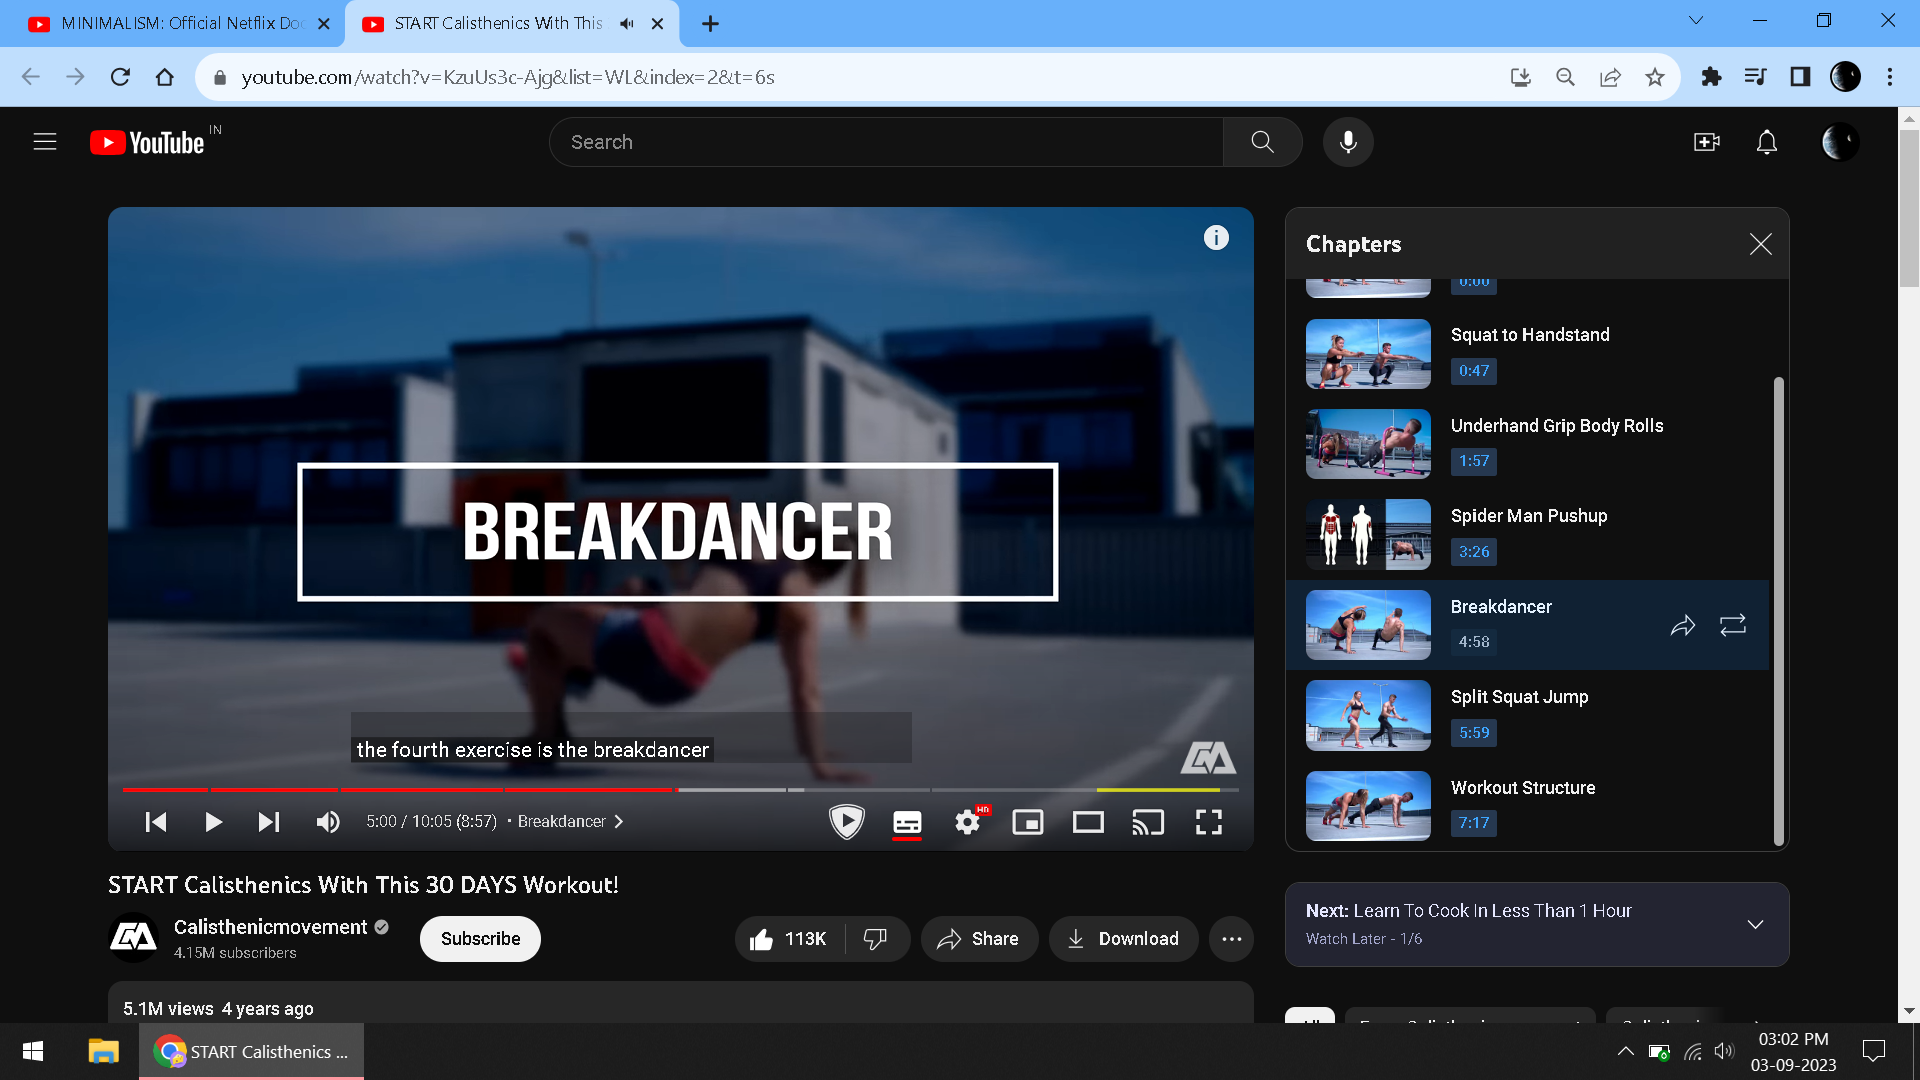 MINIMALISM: Official Netflix Doc
START Calisthenics With This
youtube.com/watch?v=KzuUs3c-Ajg&list=WL&index=2&t=6s
YouTube IN
Search
Chapters
0:00
Squat to Handstand
0:47
Underhand Grip Body Rolls
1:57
Spider Man Pushup
3:26
Breakdancer
4:58
Split Squat Jump
5:59
Workout Structure
7:17
BREAKDANCER
the fourth exercise is the breakdancer
5:00 / 10:05 (8:57) • Breakdancer
HD
START Calisthenics With This 30 DAYS Workout!
Calisthenicmovement
4.15M subscribers
Subscribe
113K
Share
Download
Next: Learn To Cook In Less Than 1 Hour
Watch Later - 1/6
5.1M views 4 years ago
START Calisthenics ...
03:02 PM
03-09-2023